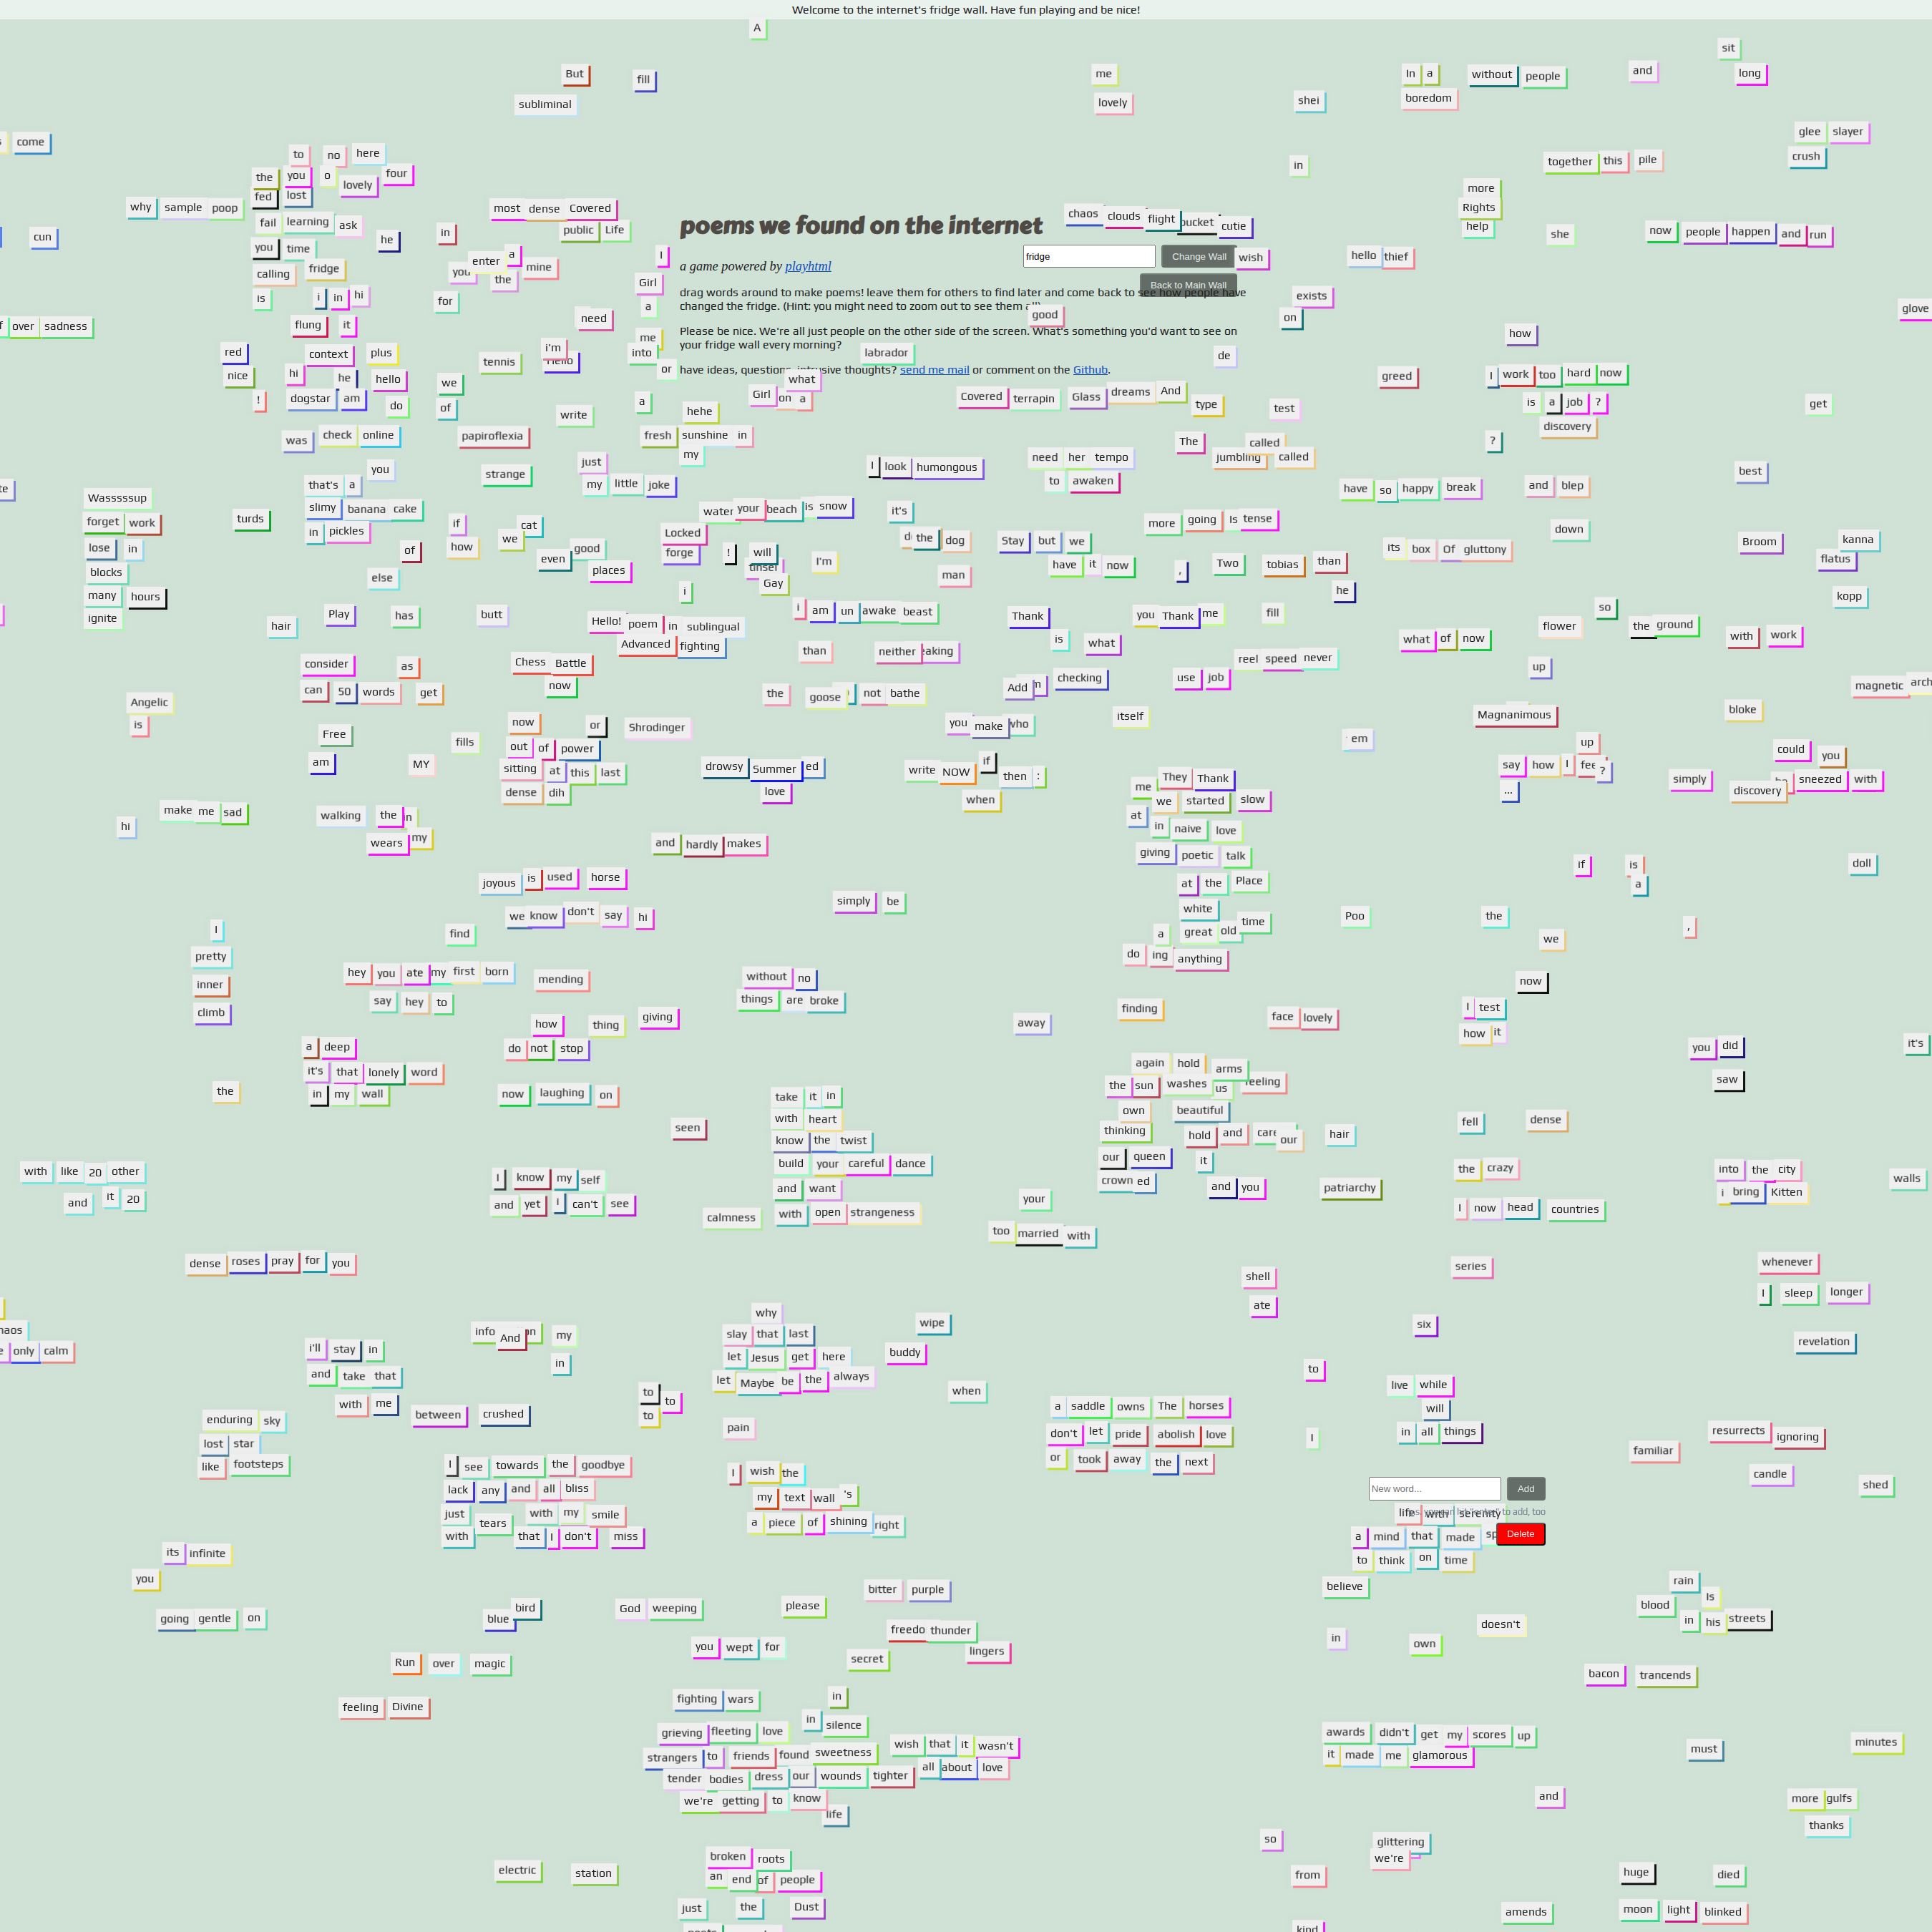 Welcome to the internet's fridge wall. Have fun playing and be nice!
A
sit
But fill me In a without people and long
subliminal lovely shei boredom
come glee slayer
to no here in together this pile crush
the you o lovely four
fed lost more
why sample poop most dense Covered chaos clouds flight bucket cutie Rights
fail learning ask public Life poems we found on the internet help she now people happen and run
cun you time he in
enter a I fridge Change Wall wish hello thief
calling fridge you the mine a game powered by playhtml
is i in hi for Girl Back to Main Wall exists
drag words around to make poems! leave them for others to find later and come back to see how people have
changed the fridge. (Hint: you might need to zoom out to see them all)
a need good on glove
over sadness flung it Please be nice. We're all just people on the other side of the screen. What's something you'd want to see on
your fridge wall every morning?
me how
red context plus i'm Hello into labrador de
tennis or have ideas, questions, intrusive thoughts? send me mail or comment on the Github.
nice hi he hello we what greed I work too hard now
! dogstar am do of a Girl on a Covered terrapin Glass dreams And type test is a job ? get
write hehe discovery
was check online papiroflexia fresh sunshine in The called ?
my jumbling called
you strange just I look humongous need her tempo best
that's a my little joke to awaken have so happy break and blep
Wasssssup
slimy banana cake water your beach is snow it's
forget work turds in pickles if cat Locked the dog more going Is tense down
lose in of how we even good forge ! will Stay but we its box Of gluttony Broom kanna
blocks else places tinsel I'm man have it now , Two tobias than flatus
many hours i Gay he kopp
ignite hair Play has butt Hello! poem in sublingual i am un awake beast Thank you Thank me fill so flower the ground
Advanced fighting is what what of now with work
consider as Chess Battle than neither reel speed never up
can 50 words get now the goose not bathe Add checking use job magnetic
Angelic
is now or Shrodinger you make who itself Magnanimous bloke
Free fills out of power em up could you
am MY sitting at this last drowsy Summer ed write NOW if then : They Thank say how I ? simply sneezed with
dense dih love when me we started slow ... discovery
make me sad walking the in at in naive love
hi wears my and hardly makes giving poetic talk
joyous is used horse at the Place if is doll
simply be white a
I we know don't say hi a great old time Poo the ,
find we
pretty hey you ate my first born mending without no do ing anything
inner say hey to things are broke now
climb how thing giving away finding face lovely I test
a deep do not stop how it you did it's
it's that lonely word again hold arms saw
the in my wall now laughing on take it in the sun washes us feeling
with heart own beautiful fell dense
seen know the twist thinking hold and our hair
with like 20 other build your careful dance our queen it the crazy into the city
and it 20 I know my self and want crown ed and you patriarchy i bring Kitten walls
and yet i can't see calmness with open strangeness your I now head countries
too married with
dense roses pray for you series whenever
shell
ate I sleep longer
why wipe six
only calm i'll stay in And my slay that last revelation
in let Jesus get here buddy to
and take that let Maybe be the always when live while
with me to to will
enduring sky between crushed to pain a saddle owns The horses
lost star don't let pride abolish love I in all things resurrects ignoring
like footsteps I see towards the goodbye I wish the or took away the next familiar candle
lack any and all bliss my text wall 's New word... Add shed
just tears with my smile a piece of shining right life with serenity
with that I don't miss a mind that made Delete
its infinite to think on time
you bitter purple believe rain Is
going gentle on blue bird God weeping please blood in his streets
freedo thunder doesn't
you wept for lingers in own
Run over magic secret bacon trancends
feeling Divine fighting wars in
in silence
grieving fleeting love wish that it wasn't awards didn't get my scores up minutes
strangers to friends found sweetness all about love it made me glamorous must
tender bodies dress our wounds tighter
we're getting to know and more gulfs
life thanks
so glittering
broken roots we're
electric station an end of people from huge died
just the Dust amends moon light blinked
kind